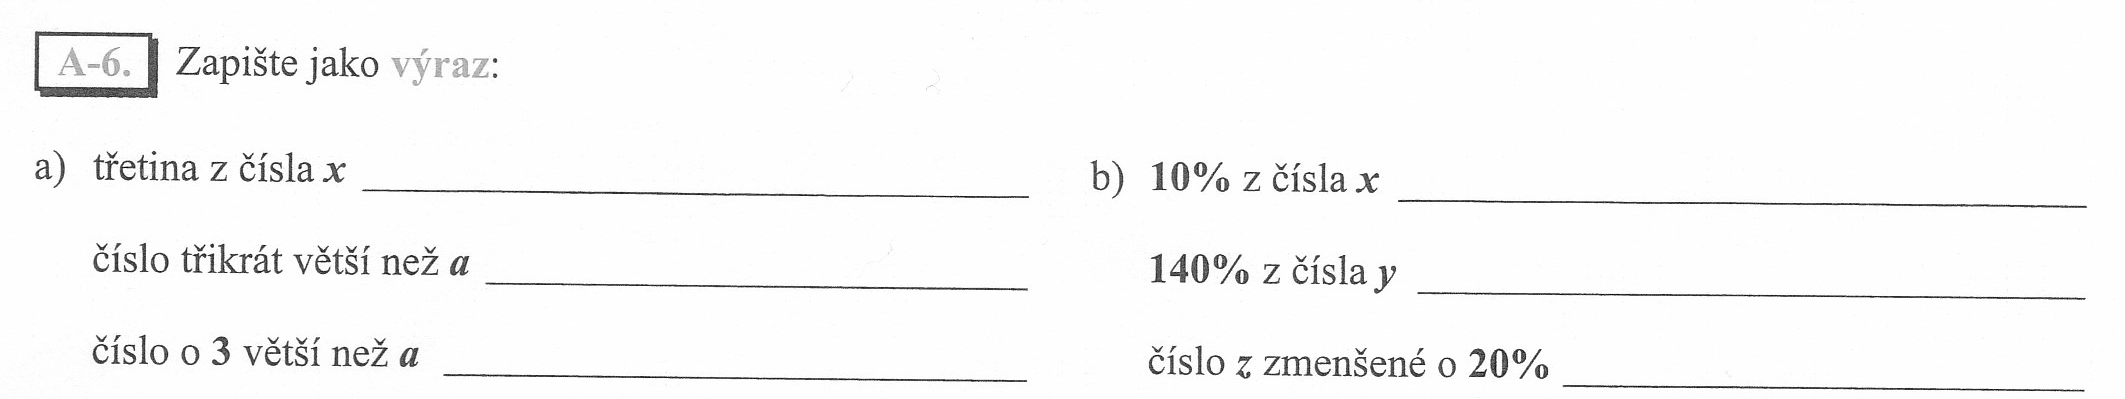 A-6. Zapište jako výraz:
a) třetina z čísla x
číslo třikrát větší než a
číslo o 3 větší než a
b) 10% z čísla x
140% z čísla y
číslo z zmenšené o 20%